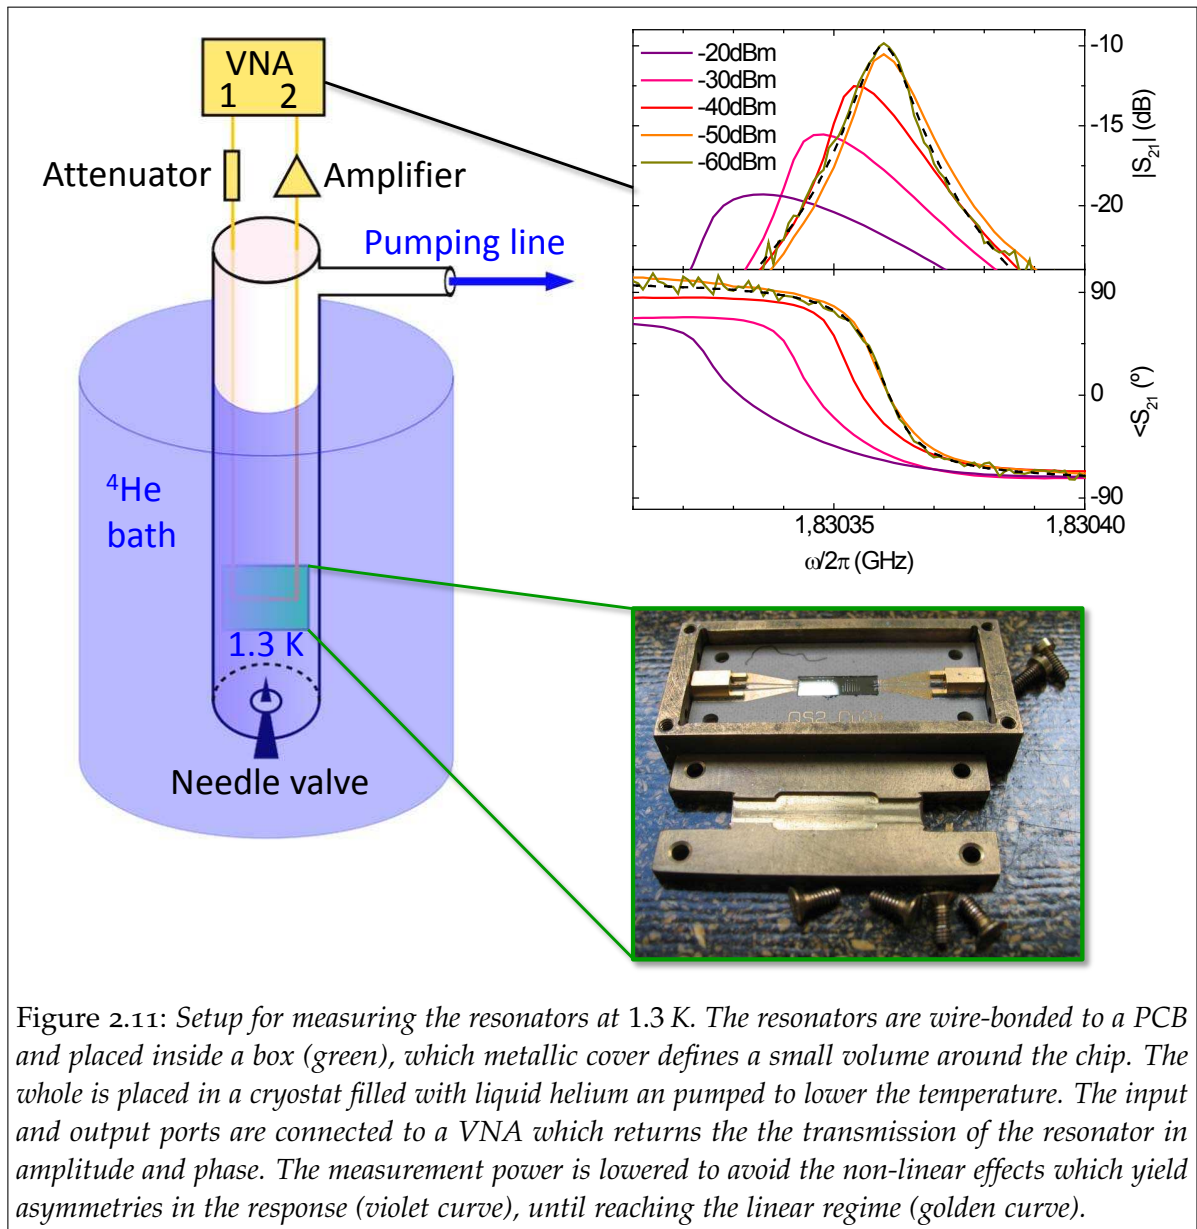 VNA
1 2
Attenuator
Amplifier
Pumping line
4He
bath
1.3 K
Needle valve
-20dBm
-30dBm
-40dBm
-50dBm
-60dBm
-10
-15
-20
|S21| (dB)
90
0
-90
<S21 (º)
1,83035
1,83040
ω/2π (GHz)
QS2
Figure 2.11: Setup for measuring the resonators at 1.3 K. The resonators are wire-bonded to a PCB
and placed inside a box (green), which metallic cover defines a small volume around the chip. The
whole is placed in a cryostat filled with liquid helium an pumped to lower the temperature. The input
and output ports are connected to a VNA which returns the the transmission of the resonator in
amplitude and phase. The measurement power is lowered to avoid the non-linear effects which yield
asymmetries in the response (violet curve), until reaching the linear regime (golden curve).